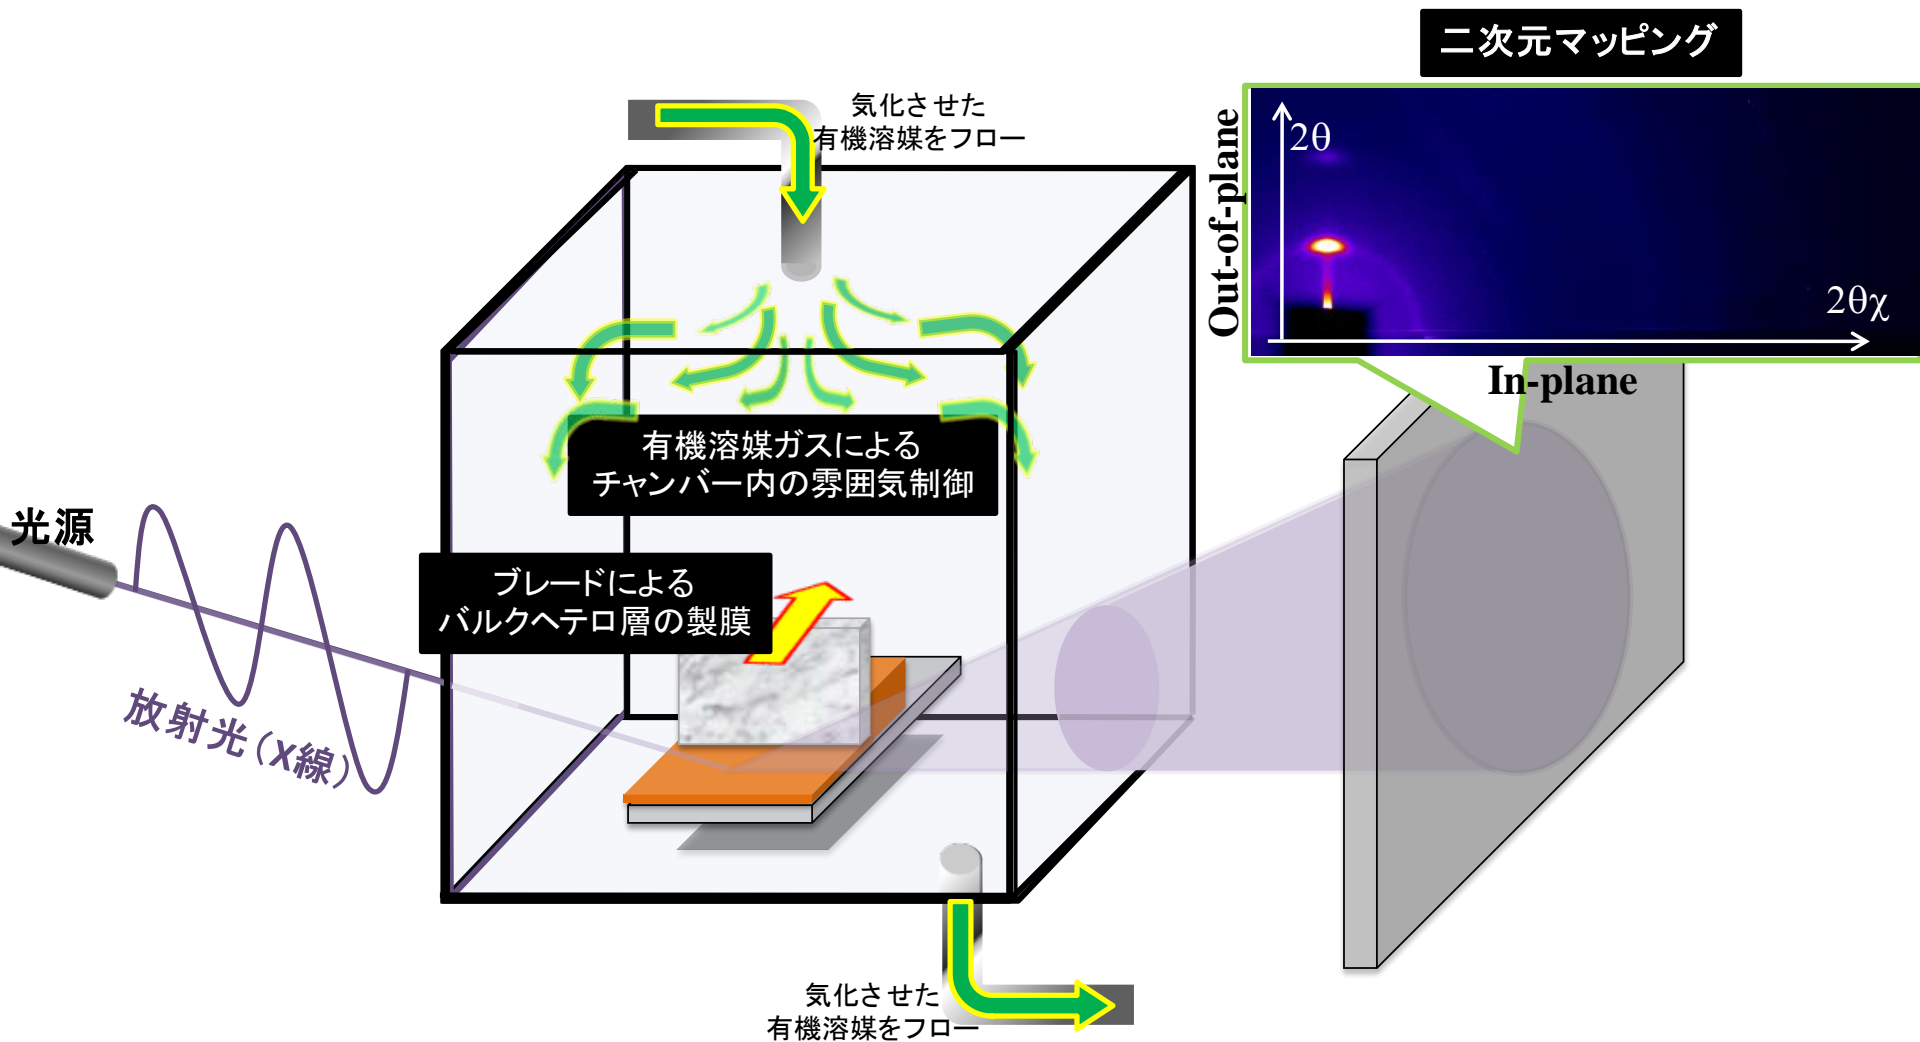 二次元マッピング
気化させた
有機溶媒をフロー
Out-of-plane
2θ
2θχ
In-plane
有機溶媒ガスによる
チャンバー内の雰囲気制御
光源
ブレードによる
バルクヘテロ層の製膜
放射光（X線）
気化させた
有機溶媒をフロー